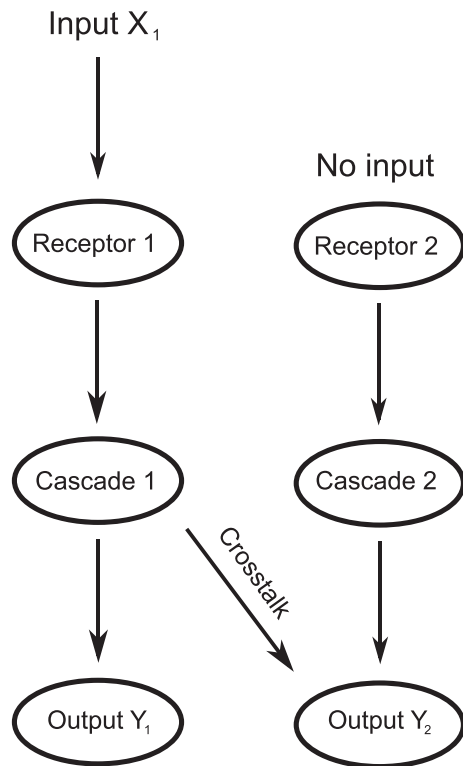 Input X₁
No input
Receptor 1
Receptor 2
Cascade 1
Cascade 2
Crosstalk
Output Y₁
Output Y₂